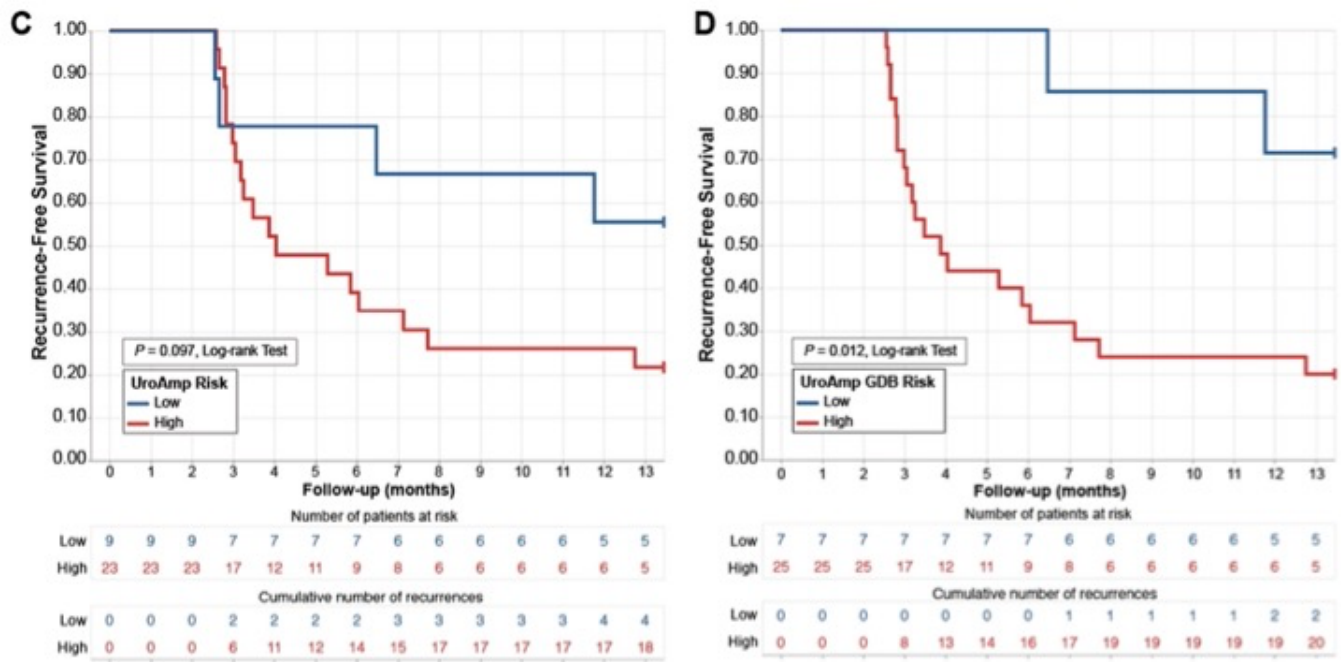 C
1.00
0.90
0.80
0.70
0.60
0.50
0.40
0.30
0.20
0.10
0.00
Recurrence-Free Survival
P = 0.097, Log-rank Test
UroAmp Risk
Low
High
0 1 2 3 4 5 6 7 8 9 10 11 12 13
Follow-up (months)
Number of patients at risk
Low 9 9 9 7 7 7 7 6 6 6 6 6 5 5
High 23 23 23 17 12 11 9 8 6 6 6 6 6 5
Cumulative number of recurrences
Low 0 0 0 2 2 2 2 3 3 3 3 3 4 4
High 0 0 0 6 11 12 14 15 17 17 17 17 17 18
D
1.00
0.90
0.80
0.70
0.60
0.50
0.40
0.30
0.20
0.10
0.00
Recurrence-Free Survival
P = 0.012, Log-rank Test
UroAmp GDB Risk
Low
High
0 1 2 3 4 5 6 7 8 9 10 11 12 13
Follow-up (months)
Number of patients at risk
Low 7 7 7 7 7 7 7 6 6 6 6 6 5 5
High 25 25 25 17 12 11 9 8 6 6 6 6 6 5
Cumulative number of recurrences
Low 0 0 0 0 0 0 0 1 1 1 1 1 2 2
High 0 0 0 8 13 14 16 17 19 19 19 19 19 20